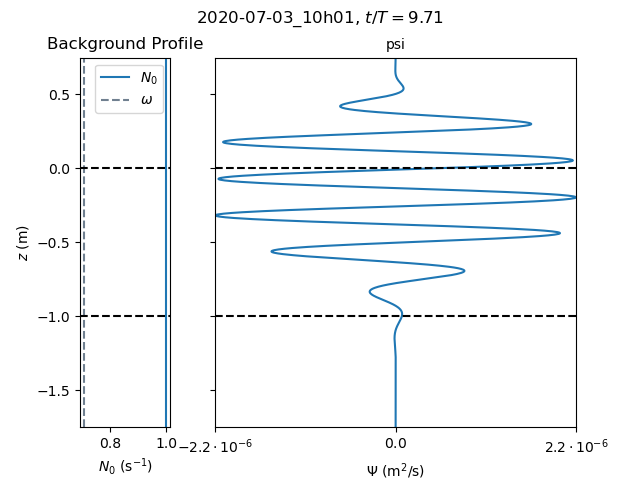 2020-07-03_10h01, t/T = 9.71
Background Profile
psi
N₀
ω
0.5
0.0
−0.5
−1.0
−1.5
z (m)
0.8
1.0
N₀ (s⁻¹)
−2.2 · 10⁻⁶
0.0
2.2 · 10⁻⁶
Ψ (m²/s)